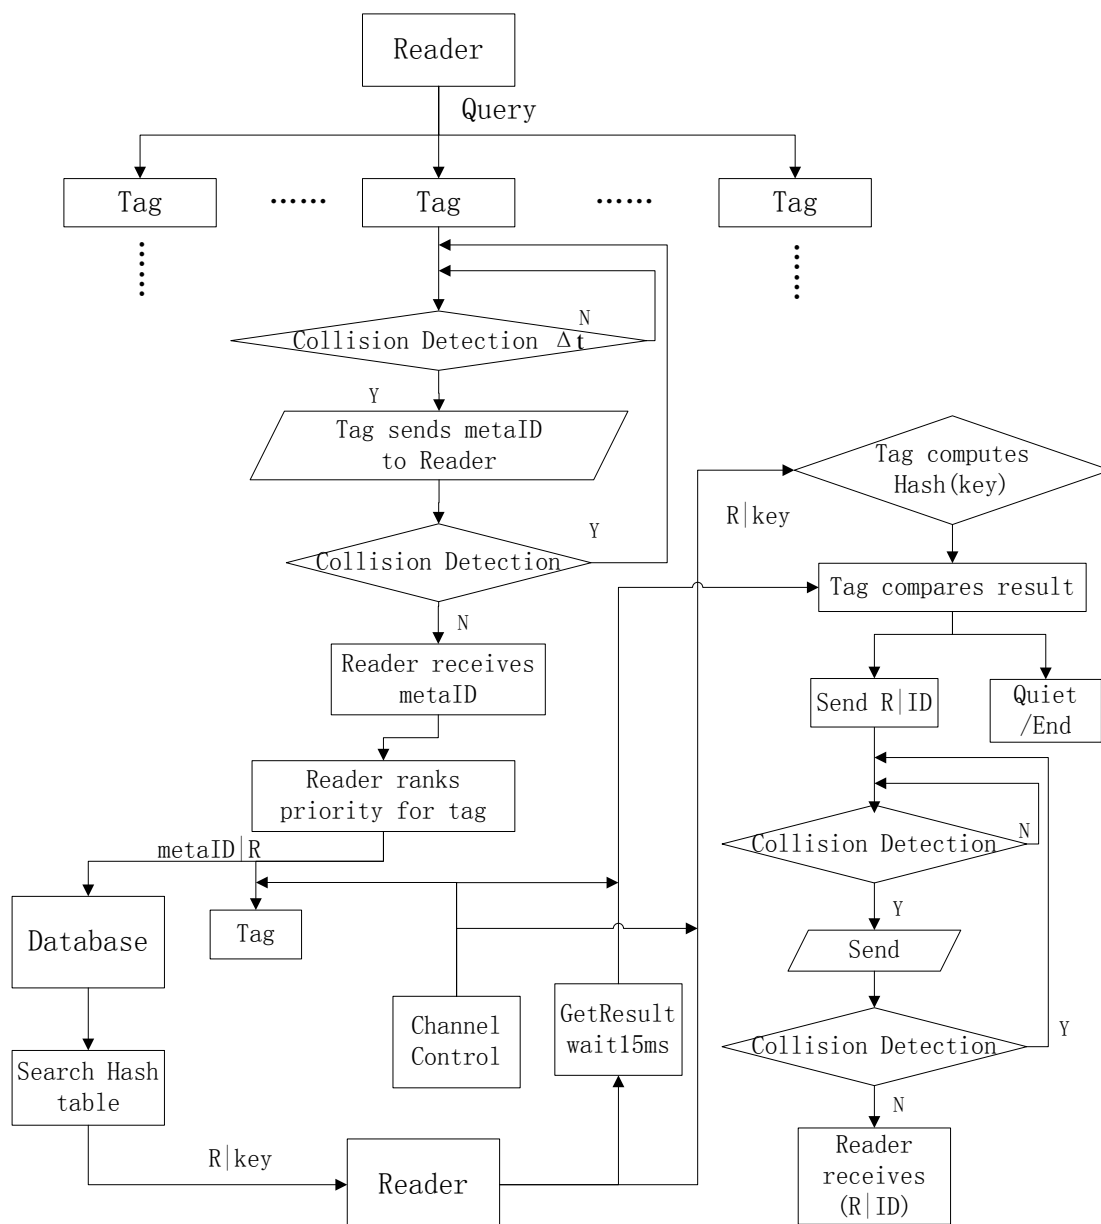 Reader
Query
Tag
……
Tag
……
Tag
N
Collision Detection Δt
Y
Tag sends metaID
to Reader
Y
Collision Detection
N
Reader receives
metaID
Reader ranks
priority for tag
metaID|R
Database
Tag
Search Hash
table
R|key
Reader
Channel
Control
GetResult
wait15ms
R|key
Tag computes
Hash(key)
Tag compares result
Send R|ID
Quiet
/End
Collision Detection
N
Y
Send
Collision Detection
Y
N
Reader
receives
(R|ID)